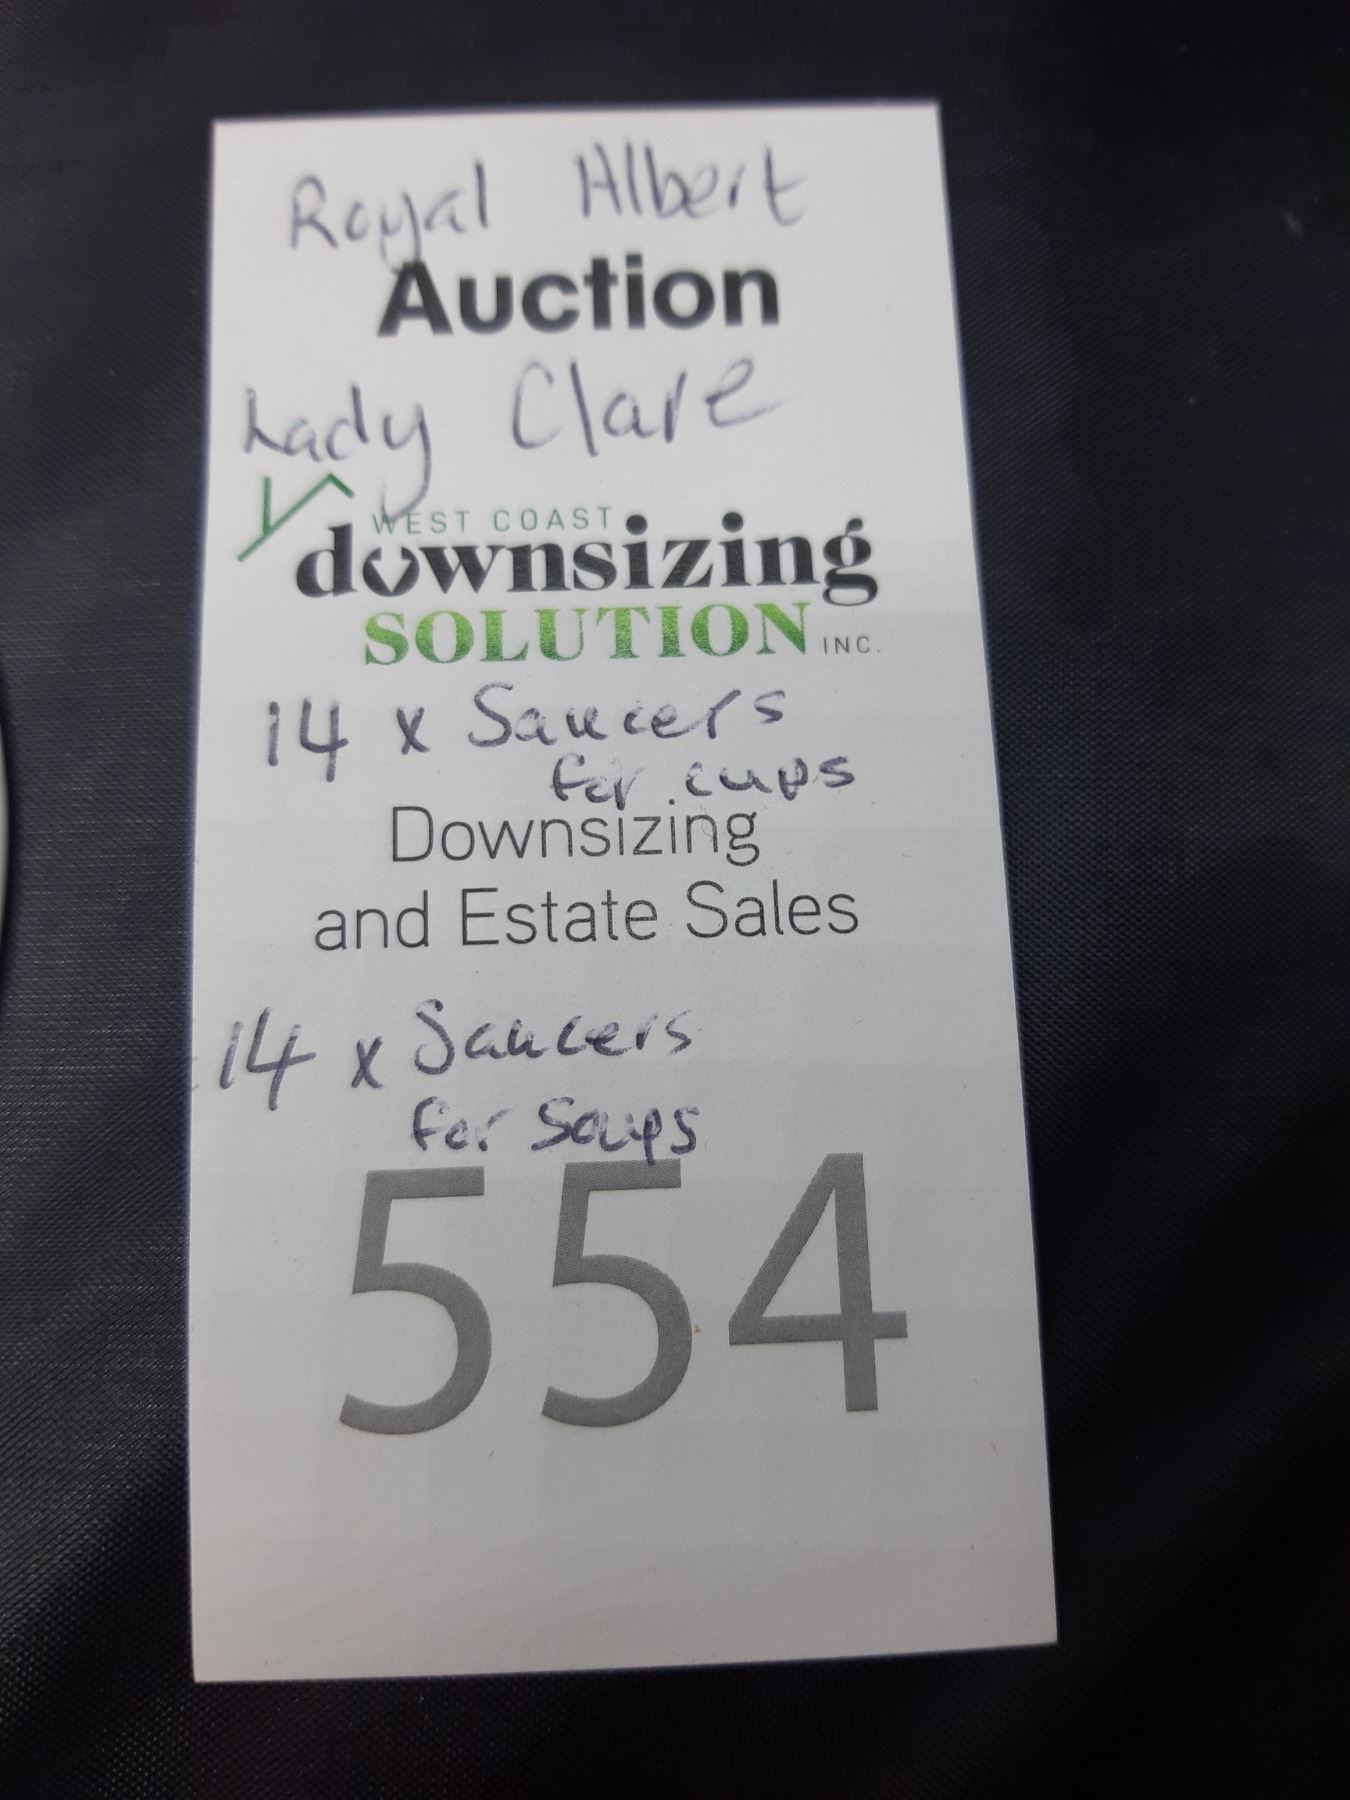 Royal Albert
Auction
Lady Clare
WEST COAST
downsizing
SOLUTION INC.
14 x Saucers
for cups
Downsizing
and Estate Sales
14 x Saucers
for Soups
554